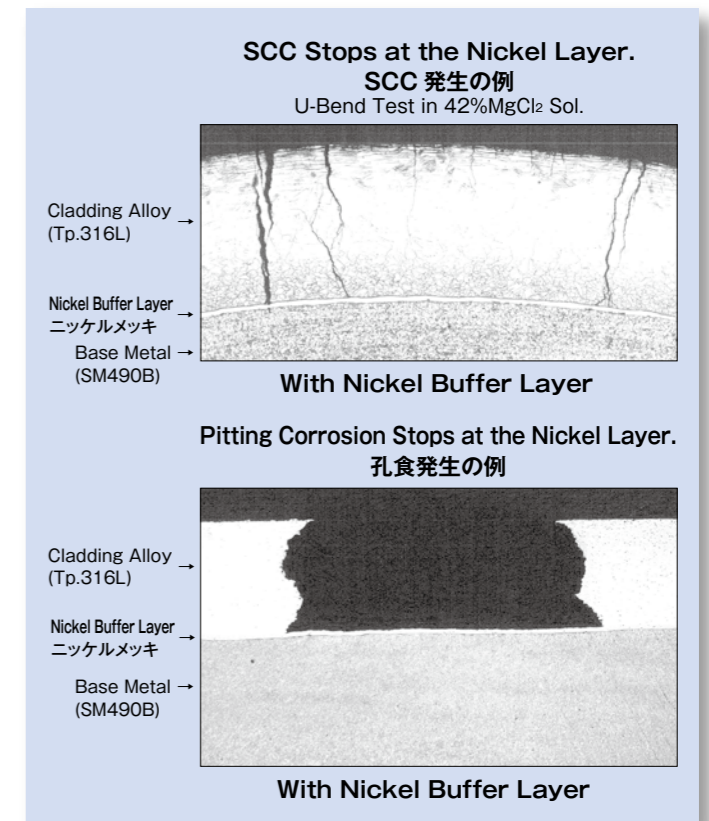 SCC Stops at the Nickel Layer.
SCC 発生の例
U-Bend Test in 42%MgCl₂ Sol.
Cladding Alloy →
(Tp.316L)
Nickel Buffer Layer →
ニッケルメッキ
Base Metal →
(SM490B)
With Nickel Buffer Layer
Pitting Corrosion Stops at the Nickel Layer.
孔食発生の例
Cladding Alloy →
(Tp.316L)
Nickel Buffer Layer →
ニッケルメッキ
Base Metal →
(SM490B)
With Nickel Buffer Layer